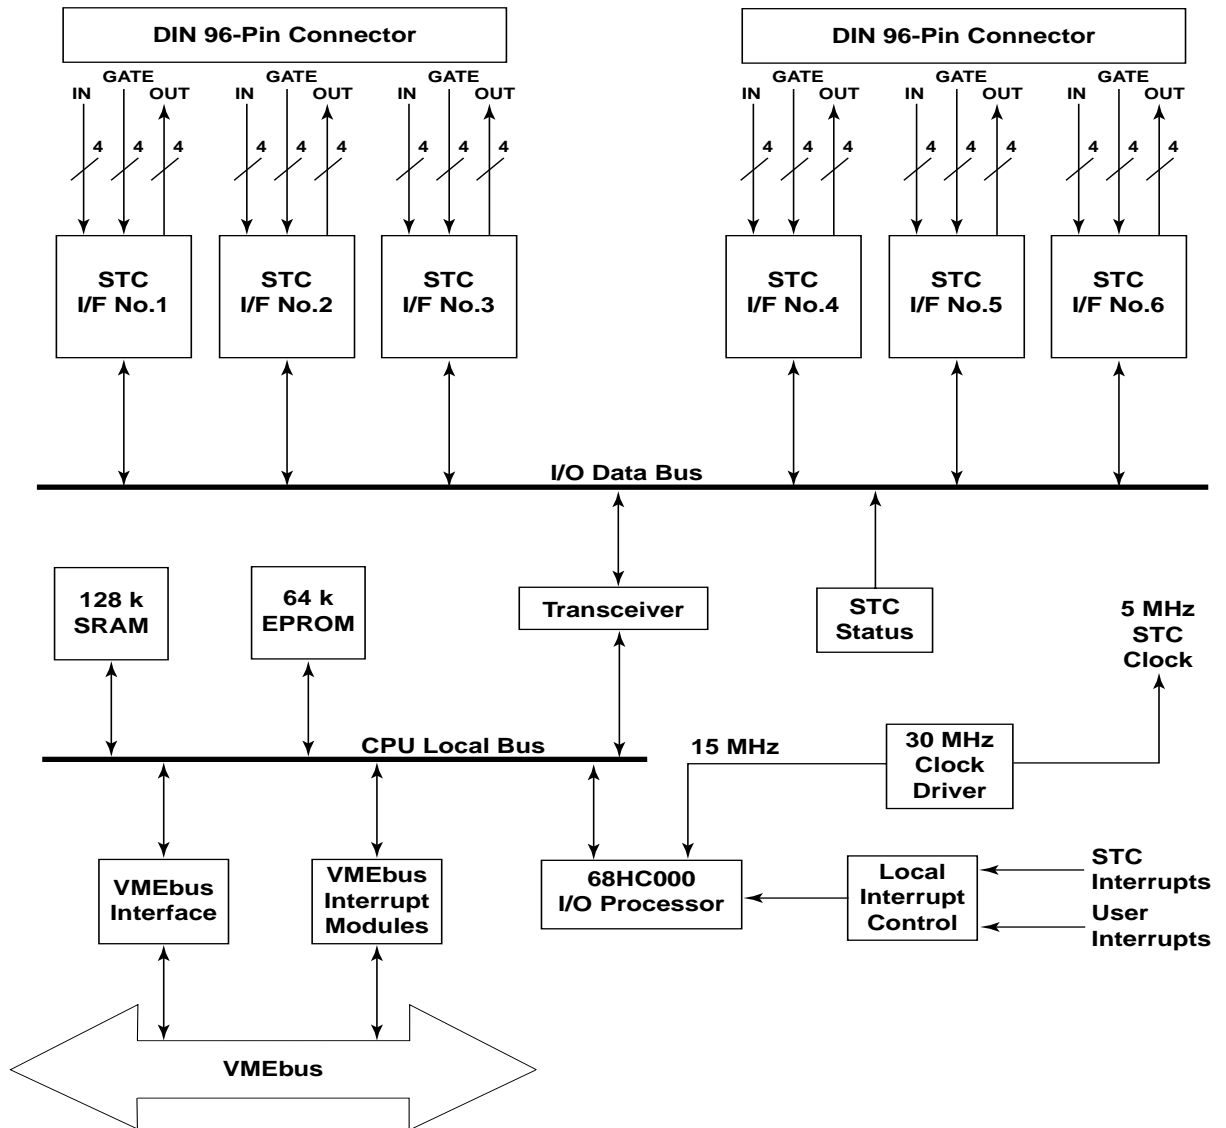 DIN 96-Pin Connector
DIN 96-Pin Connector
GATE
IN OUT
GATE
IN OUT
GATE
IN OUT
GATE
IN OUT
GATE
IN OUT
GATE
IN OUT
4 4 4
4 4 4
4 4 4
4 4 4
4 4 4
4 4 4
STC
I/F No.1
STC
I/F No.2
STC
I/F No.3
STC
I/F No.4
STC
I/F No.5
STC
I/F No.6
I/O Data Bus
128 k
SRAM
64 k
EPROM
Transceiver
STC
Status
5 MHz
STC
Clock
CPU Local Bus
15 MHz
30 MHz
Clock
Driver
VMEbus
Interface
VMEbus
Interrupt
Modules
68HC000
I/O Processor
Local
Interrupt
Control
STC
Interrupts
User
Interrupts
VMEbus